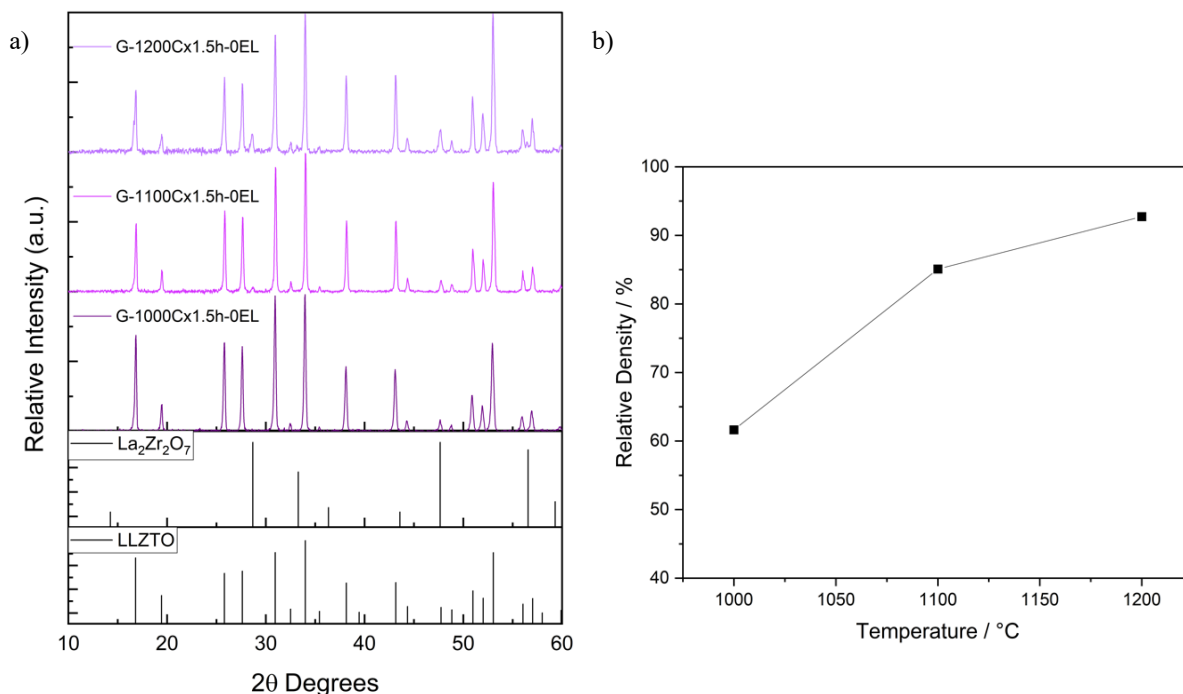 a)
G-1200Cx1.5h-0EL
G-1100Cx1.5h-0EL
G-1000Cx1.5h-0EL
La₂Zr₂O₇
LLZTO
Relative Intensity (a.u.)
10 20 30 40 50 60
2θ Degrees
b)
100
90
80
70
60
50
40
Relative Density / %
1000 1050 1100 1150 1200
Temperature / °C